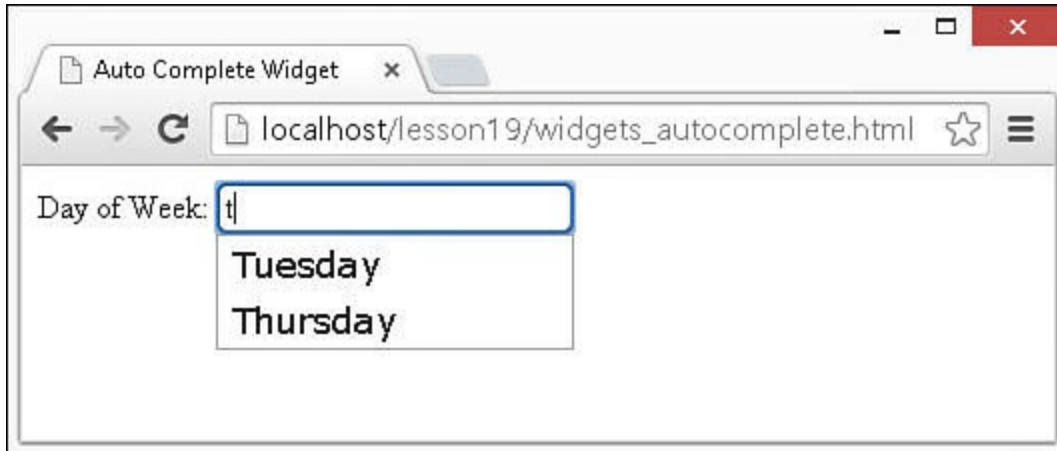 Auto Complete Widget
localhost/lesson19/widgets_autocomplete.html
Day of Week: t
Tuesday
Thursday